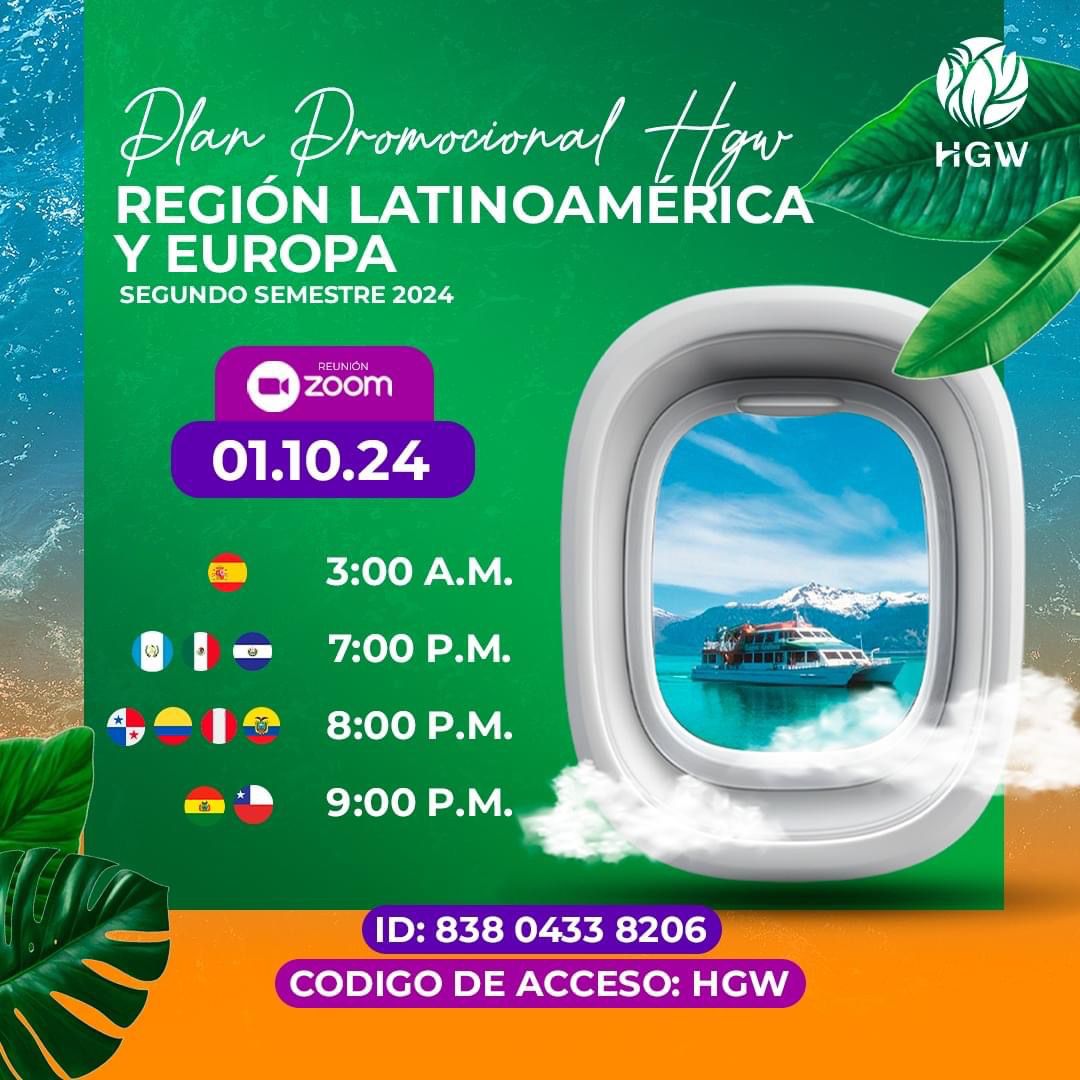 HGW
Plan Promocional Hgw
REGIÓN LATINOAMÉRICA
Y EUROPA
SEGUNDO SEMESTRE 2024
REUNIÓN
zoom
01.10.24
3:00 A.M.
7:00 P.M.
8:00 P.M.
9:00 P.M.
ID: 838 0433 8206
CODIGO DE ACCESO: HGW